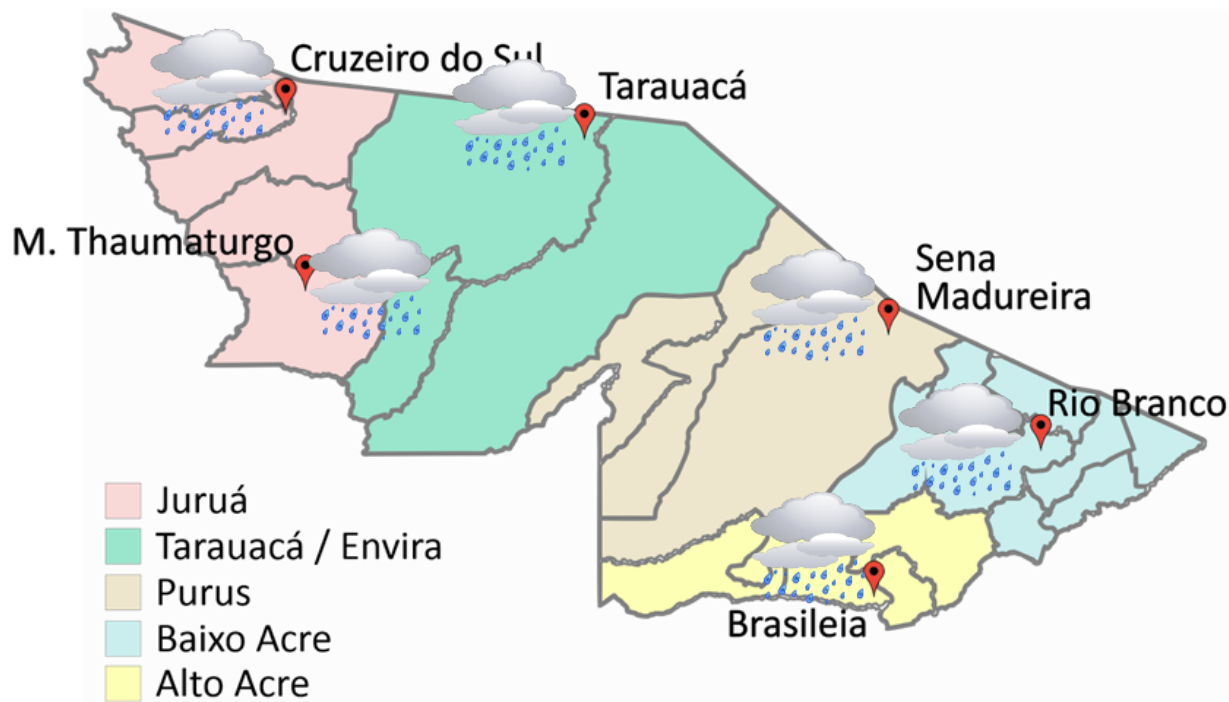 Cruzeiro do Sul
Tarauacá
M. Thaumaturgo
Sena
Madureira
Rio Branco
Brasileia
Juruá
Tarauacá / Envira
Purus
Baixo Acre
Alto Acre